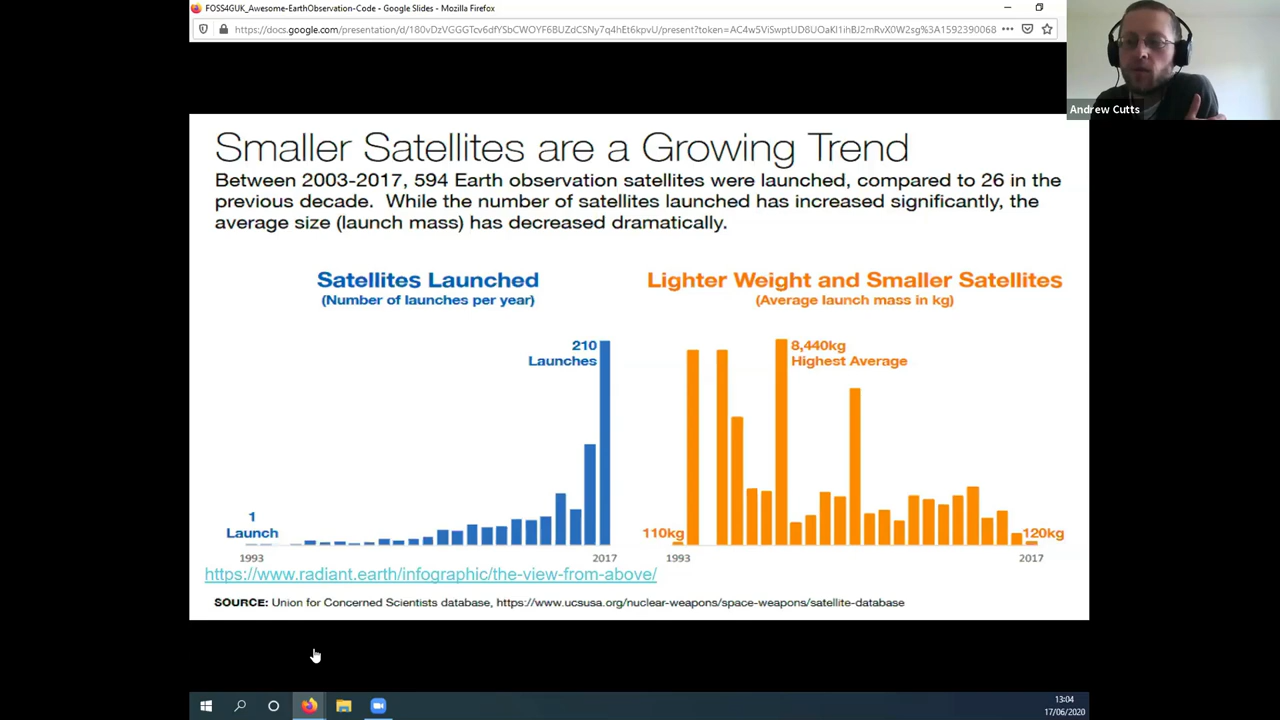 FOSS4GUK_Awesome-EarthObservation-Code - Google Slides - Mozilla Firefox
Andrew Cutts
Smaller Satellites are a Growing Trend
Between 2003-2017, 594 Earth observation satellites were launched, compared to 26 in the
previous decade. While the number of satellites launched has increased significantly, the
average size (launch mass) has decreased dramatically.
Satellites Launched
(Number of launches per year)
210
Launches
1
Launch
1993
2017
Lighter Weight and Smaller Satellites
(Average launch mass in kg)
8,440kg
Highest Average
110kg
120kg
1993
2017
https://www.radiant.earth/infographic/the-view-from-above/
SOURCE: Union for Concerned Scientists database, https://www.ucsusa.org/nuclear-weapons/space-weapons/satellite-database
13:04
17/06/2020